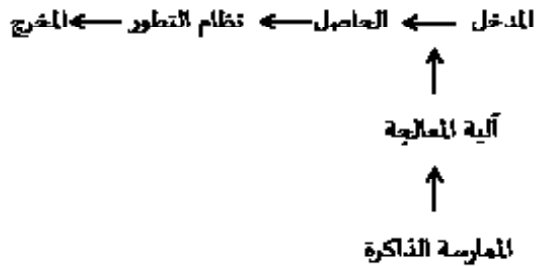 المدخل الحاصل نظام التطور المخرج
آلية المعالجة
الممارسة الذاكرة